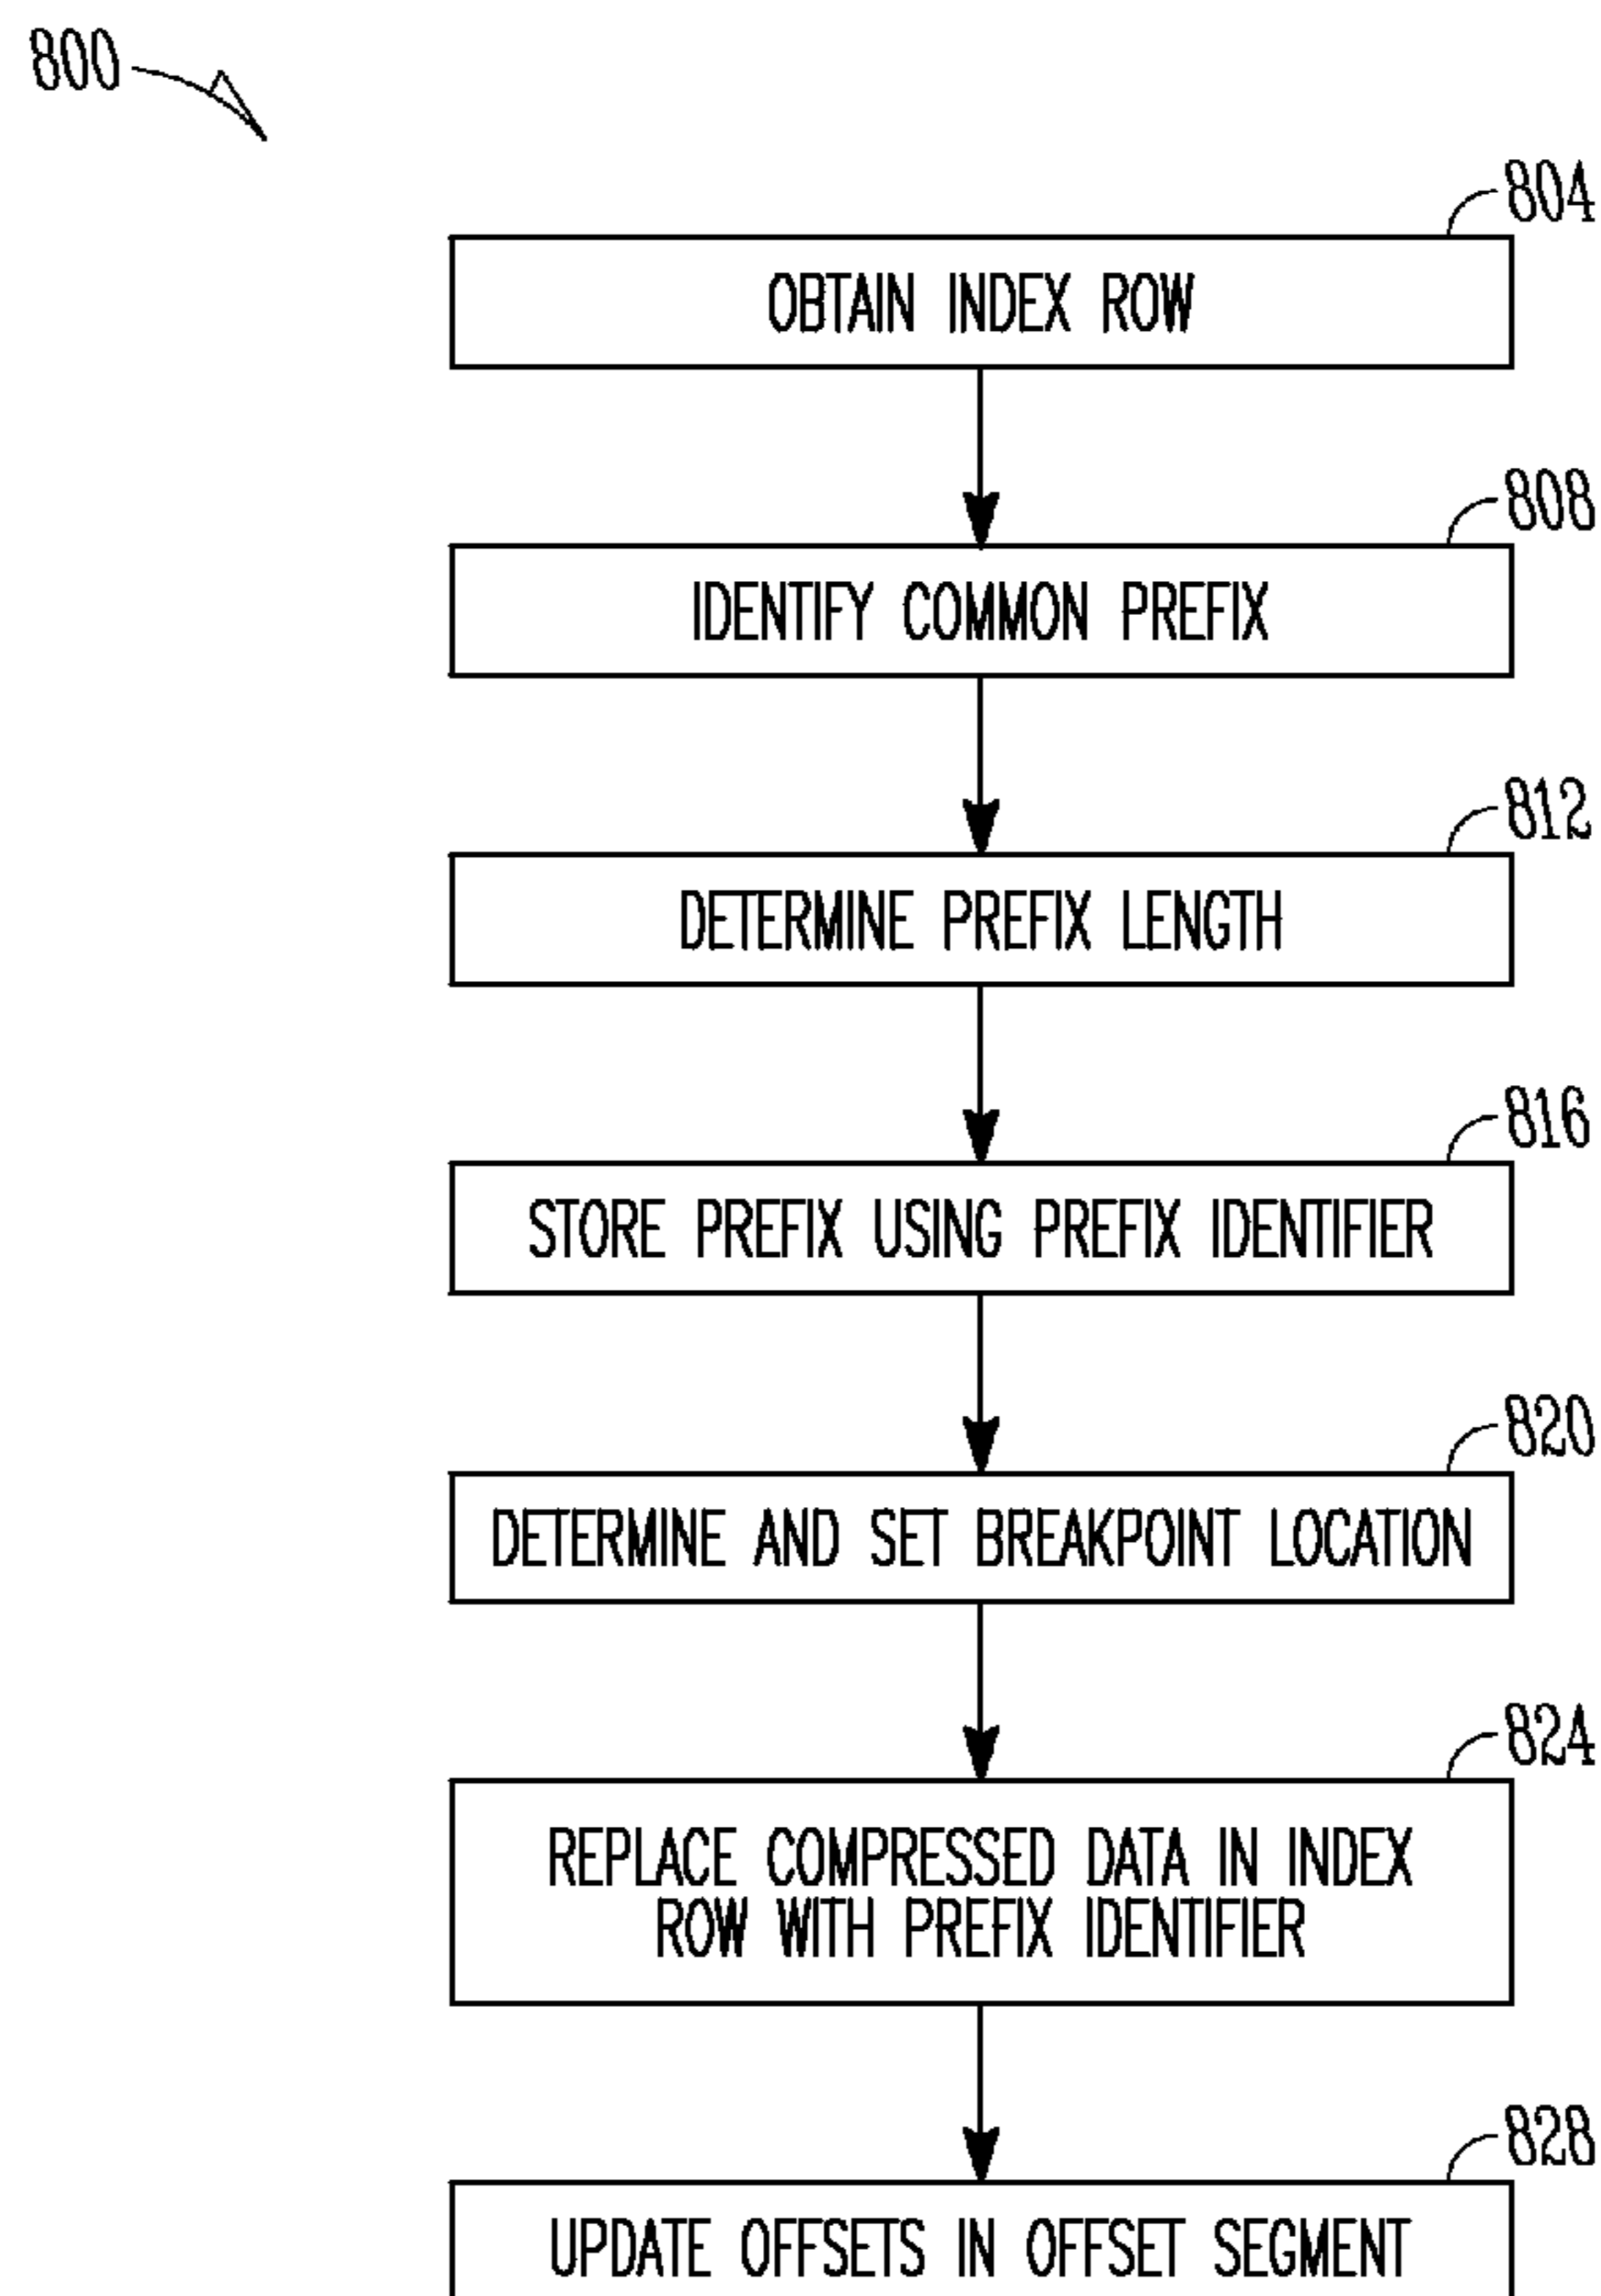 800
804
OBTAIN INDEX ROW
808
IDENTIFY COMMON PREFIX
812
DETERMINE PREFIX LENGTH
816
STORE PREFIX USING PREFIX IDENTIFIER
820
DETERMINE AND SET BREAKPOINT LOCATION
824
REPLACE COMPRESSED DATA IN INDEX
ROW WITH PREFIX IDENTIFIER
828
UPDATE OFFSETS IN OFFSET SEGMENT